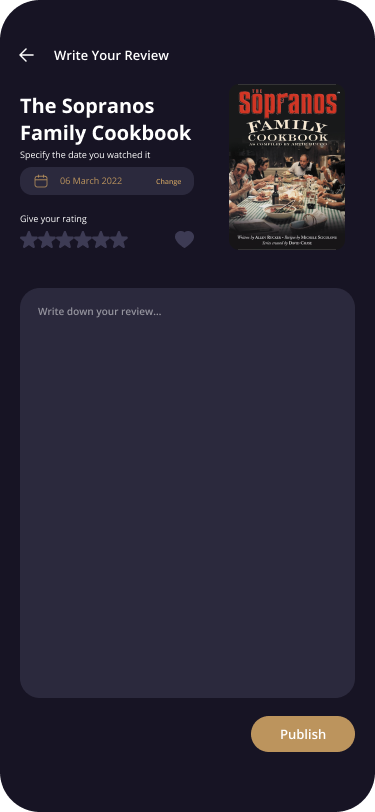 Write Your Review
The Sopranos
Family Cookbook
Specify the date you watched it
06 March 2022
Change
Give your rating
THE
Sopranos
FAMILY
COOKBOOK
AS COMPILED BY ARTIE BUCCO
Written by ALLEN RUCKER • Recipes by MICHELE SCICOLONE
Series created by DAVID CHASE
Write down your review...
Publish